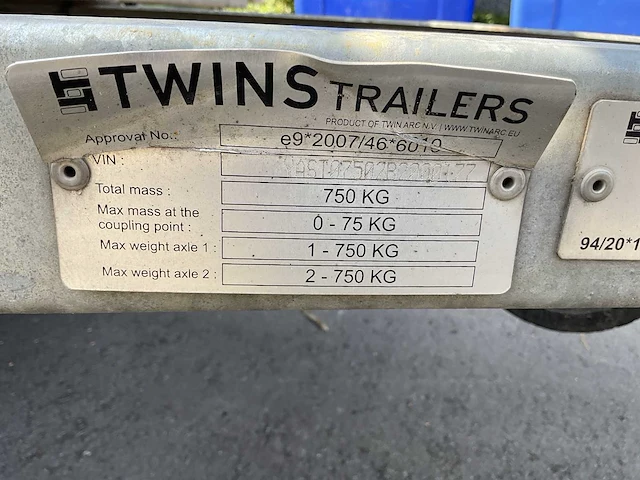 TWINS TRAILERS
PRODUCT OF TWIN ARC N.V. | WWW.TWINARC.EU
Approval No.: e9*2007/46*6010
VIN :
Total mass : 750 KG
Max mass at the coupling point : 0 - 75 KG
Max weight axle 1 : 1 - 750 KG
Max weight axle 2 : 2 - 750 KG
94/20*1